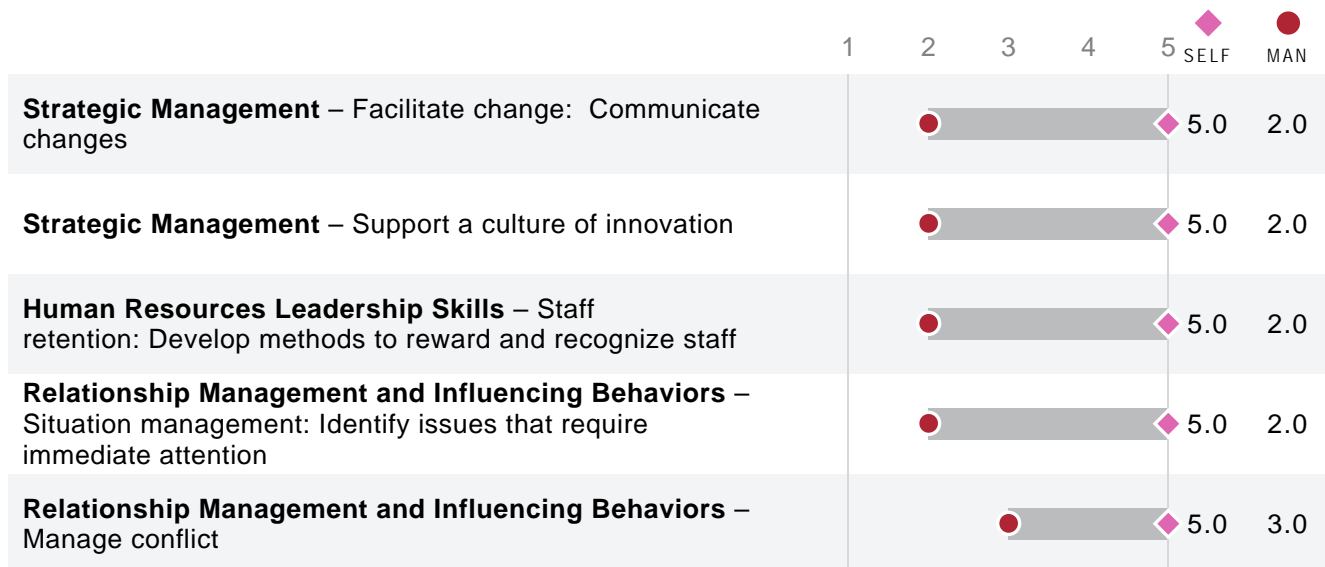 1 2 3 4 5 SELF MAN
Strategic Management – Facilitate change: Communicate
changes
5.0 2.0
Strategic Management – Support a culture of innovation 5.0 2.0
Human Resources Leadership Skills – Staff
retention: Develop methods to reward and recognize staff
5.0 2.0
Relationship Management and Influencing Behaviors –
Situation management: Identify issues that require
immediate attention
5.0 2.0
Relationship Management and Influencing Behaviors –
Manage conflict
5.0 3.0